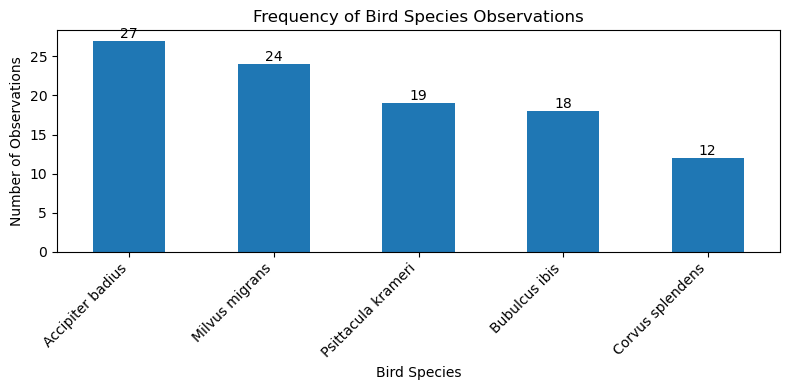 Frequency of Bird Species Observations
Number of Observations
25
20
15
10
5
0
27
24
19
18
12
Accipiter badius
Milvus migrans
Psittacula krameri
Bubulcus ibis
Corvus splendens
Bird Species